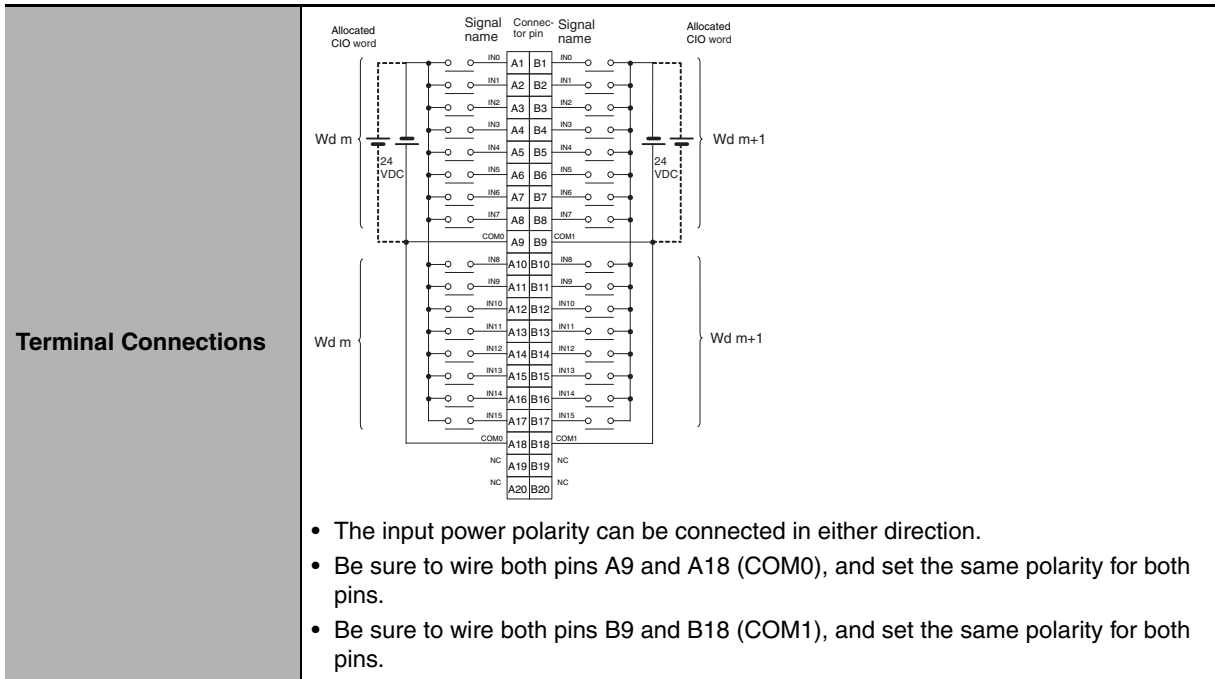 Terminal Connections
Allocated
CIO word
Signal
name
Connec-
tor pin
Signal
name
Allocated
CIO word
IN0 A1 B1 IN0
IN1 A2 B2 IN1
IN2 A3 B3 IN2
IN3 A4 B4 IN3
Wd m
Wd m+1
IN4 A5 B5 IN4
24
VDC
24
VDC
IN5 A6 B6 IN5
IN6 A7 B7 IN6
IN7 A8 B8 IN7
COM0 A9 B9 COM1
IN8 A10 B10 IN8
IN9 A11 B11 IN9
IN10 A12 B12 IN10
IN11 A13 B13 IN11
Wd m
Wd m+1
IN12 A14 B14 IN12
IN13 A15 B15 IN13
IN14 A16 B16 IN14
IN15 A17 B17 IN15
COM0 A18 B18 COM1
NC A19 B19 NC
NC A20 B20 NC
• The input power polarity can be connected in either direction.
• Be sure to wire both pins A9 and A18 (COM0), and set the same polarity for both
pins.
• Be sure to wire both pins B9 and B18 (COM1), and set the same polarity for both
pins.